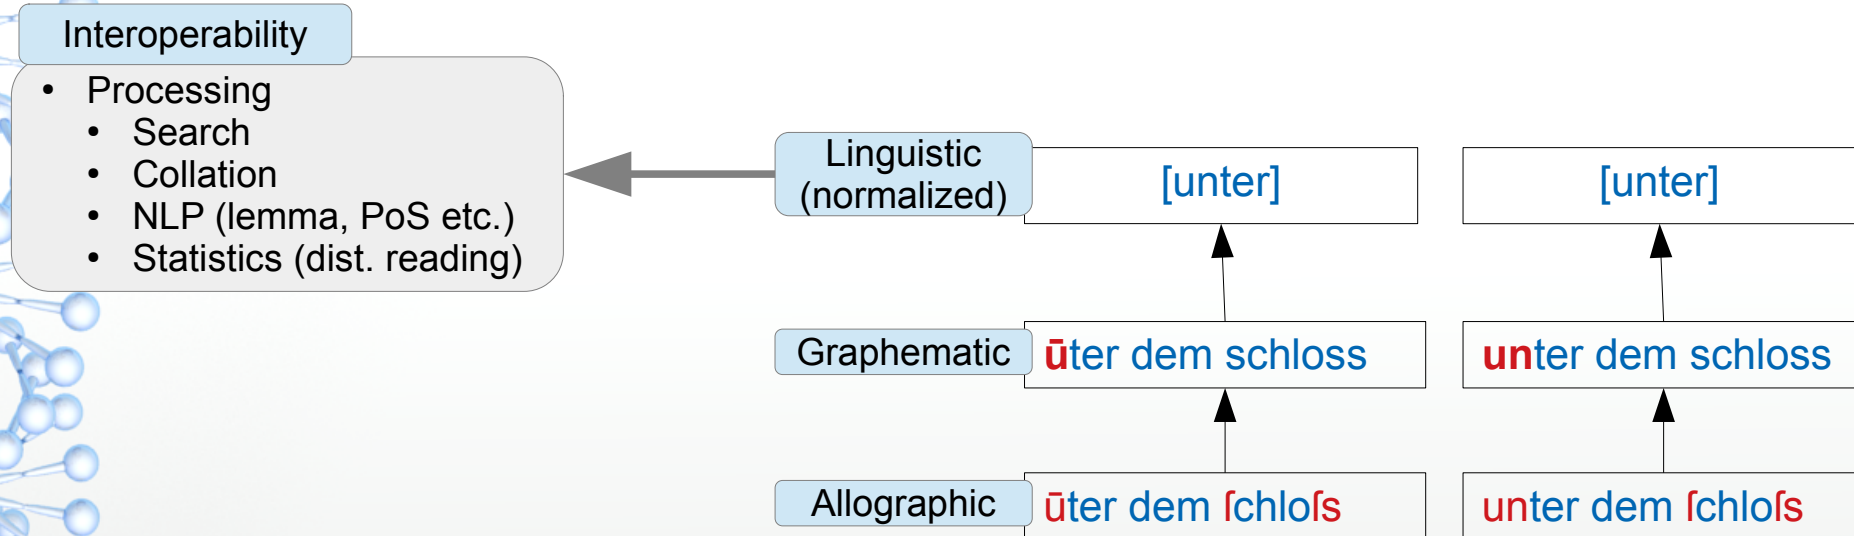 Interoperability
• Processing
• Search
• Collation
• NLP (lemma, PoS etc.)
• Statistics (dist. reading)
Linguistic
(normalized)
[unter]
[unter]
Graphematic
ūter dem schloss
unter dem schloss
Allographic
ūter dem ſchloſs
unter dem ſchloſs